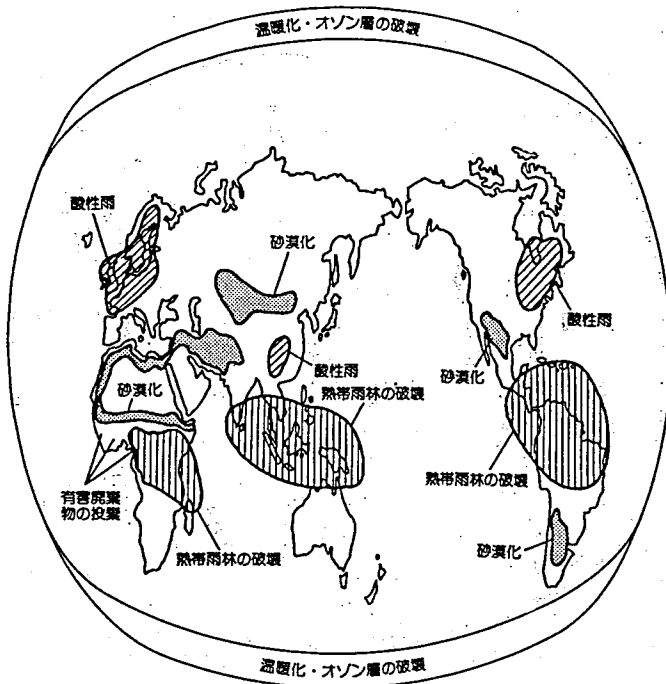 温暖化・オゾン層の破壊
酸性雨
砂漠化
酸性雨
砂漠化
酸性雨
砂漠化
熱帯雨林の破壊
熱帯雨林の破壊
有害廃棄
物の投棄
砂漠化
熱帯雨林の破壊
温暖化・オゾン層の破壊